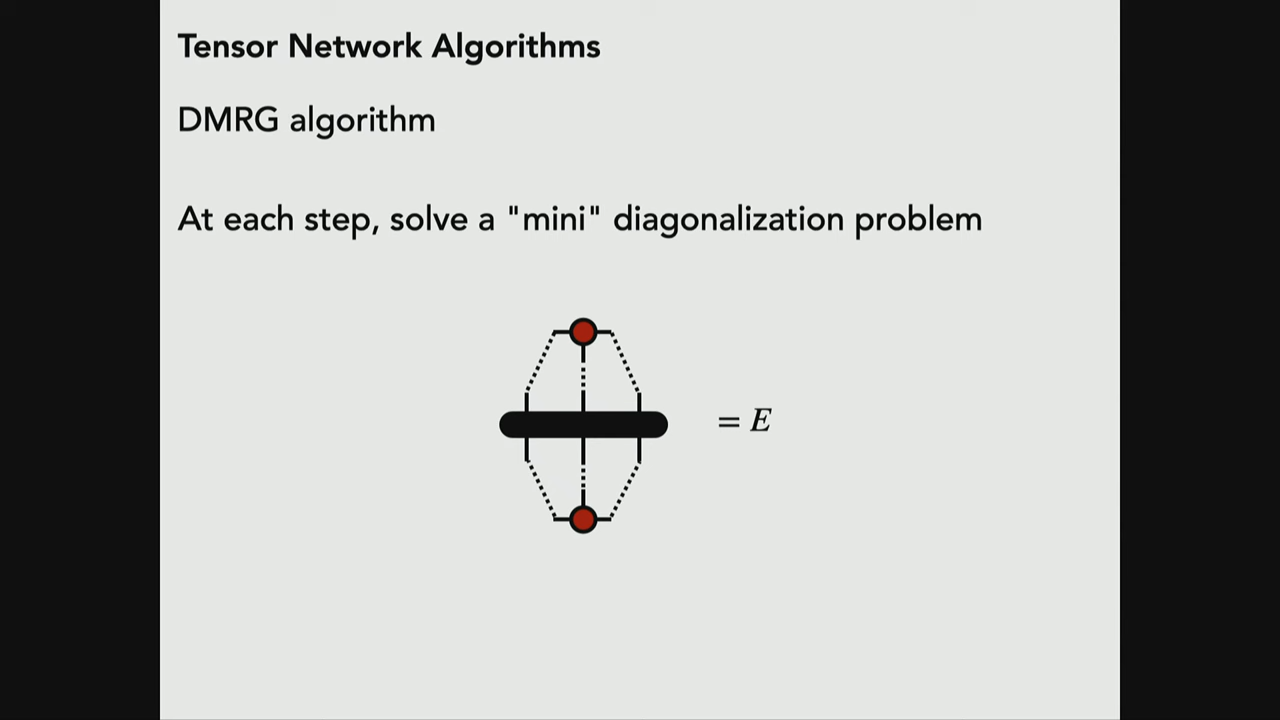 Tensor Network Algorithms
DMRG algorithm
At each step, solve a "mini" diagonalization problem
= E